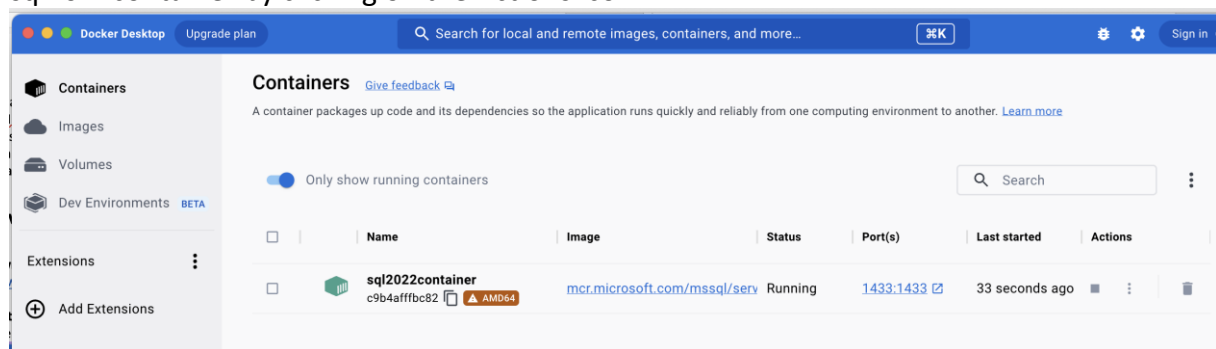 Docker Desktop Upgrade plan Search for local and remote images, containers, and more... ⌘K Sign in
Containers
Images
Volumes
Dev Environments BETA
Extensions
Add Extensions
Containers Give feedback
A container packages up code and its dependencies so the application runs quickly and reliably from one computing environment to another. Learn more
Only show running containers
Search
Name Image Status Port(s) Last started Actions
sql2022container mcr.microsoft.com/mssql/serv Running 1433:1433 33 seconds ago
c9b4afffbc82 AMD64